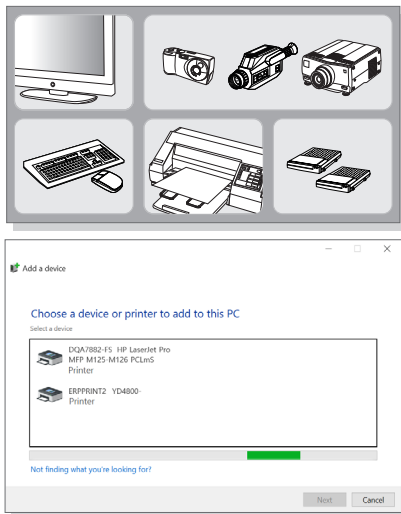 Add a device
Choose a device or printer to add to this PC
Select a device
DQA7882-FS HP LaserJet Pro
MFP M125-M126 PCLmS
Printer
ERPPRINT2 YD4800-
Printer
Not finding what you're looking for?
Next Cancel